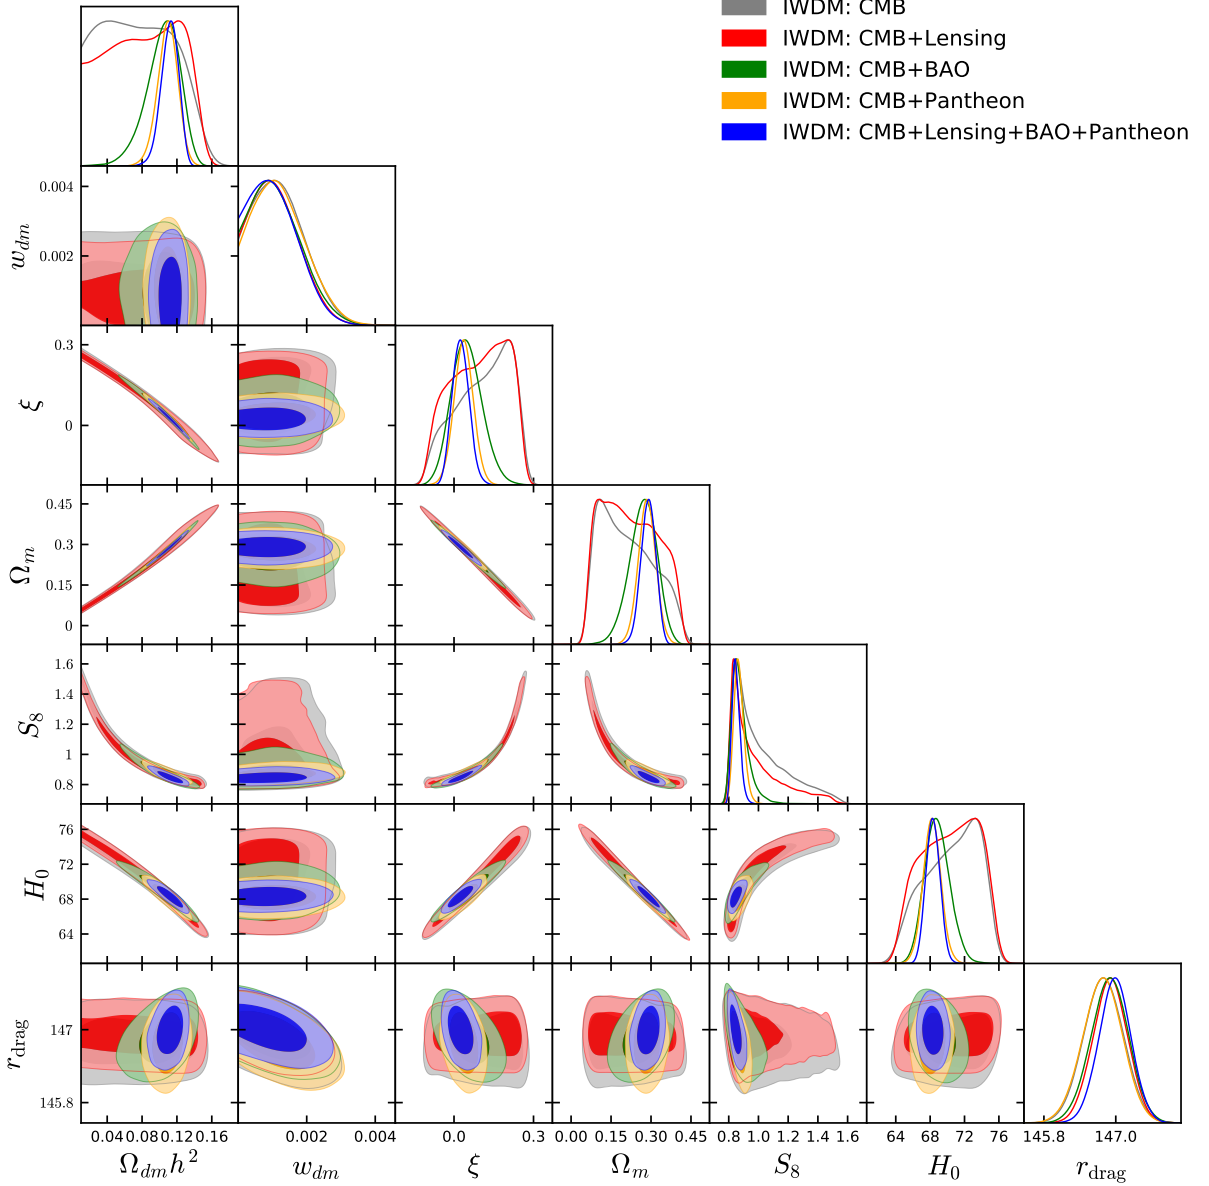 IWDM: CMB
IWDM: CMB+Lensing
IWDM: CMB+BAO
IWDM: CMB+Pantheon
IWDM: CMB+Lensing+BAO+Pantheon
0.004
0.002
w_dm
0.3
0
ξ
0.45
0.3
0.15
0
Ω_m
1.6
1.4
1.2
1
0.8
S_8
76
72
68
64
H_0
147
145.8
r_drag
0.04 0.08 0.12 0.16 0.002 0.004 0.0 0.3 0.00 0.15 0.30 0.45 0.8 1.0 1.2 1.4 1.6 64 68 72 76 145.8 147.0
Ω_dm h² w_dm ξ Ω_m S_8 H_0 r_drag